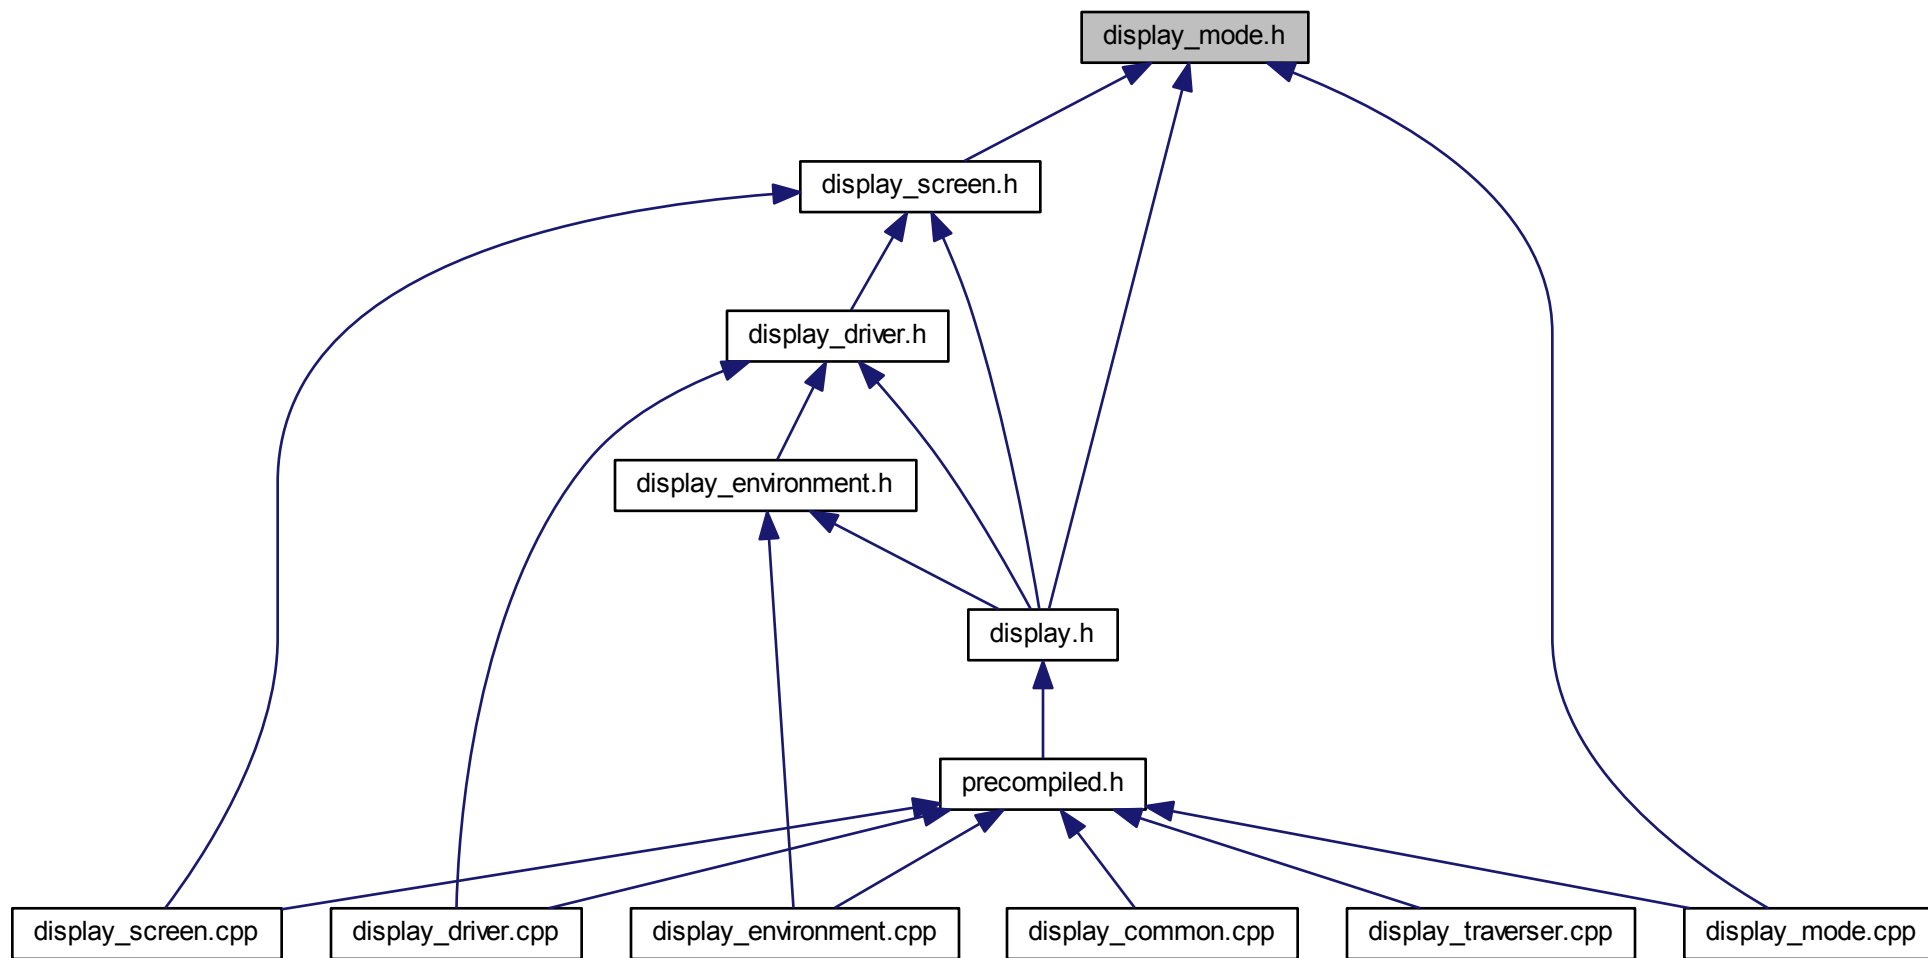 display_mode.h
display_screen.h
display_driver.h
display_environment.h
display.h
precompiled.h
display_screen.cpp
display_driver.cpp
display_environment.cpp
display_common.cpp
display_traverser.cpp
display_mode.cpp